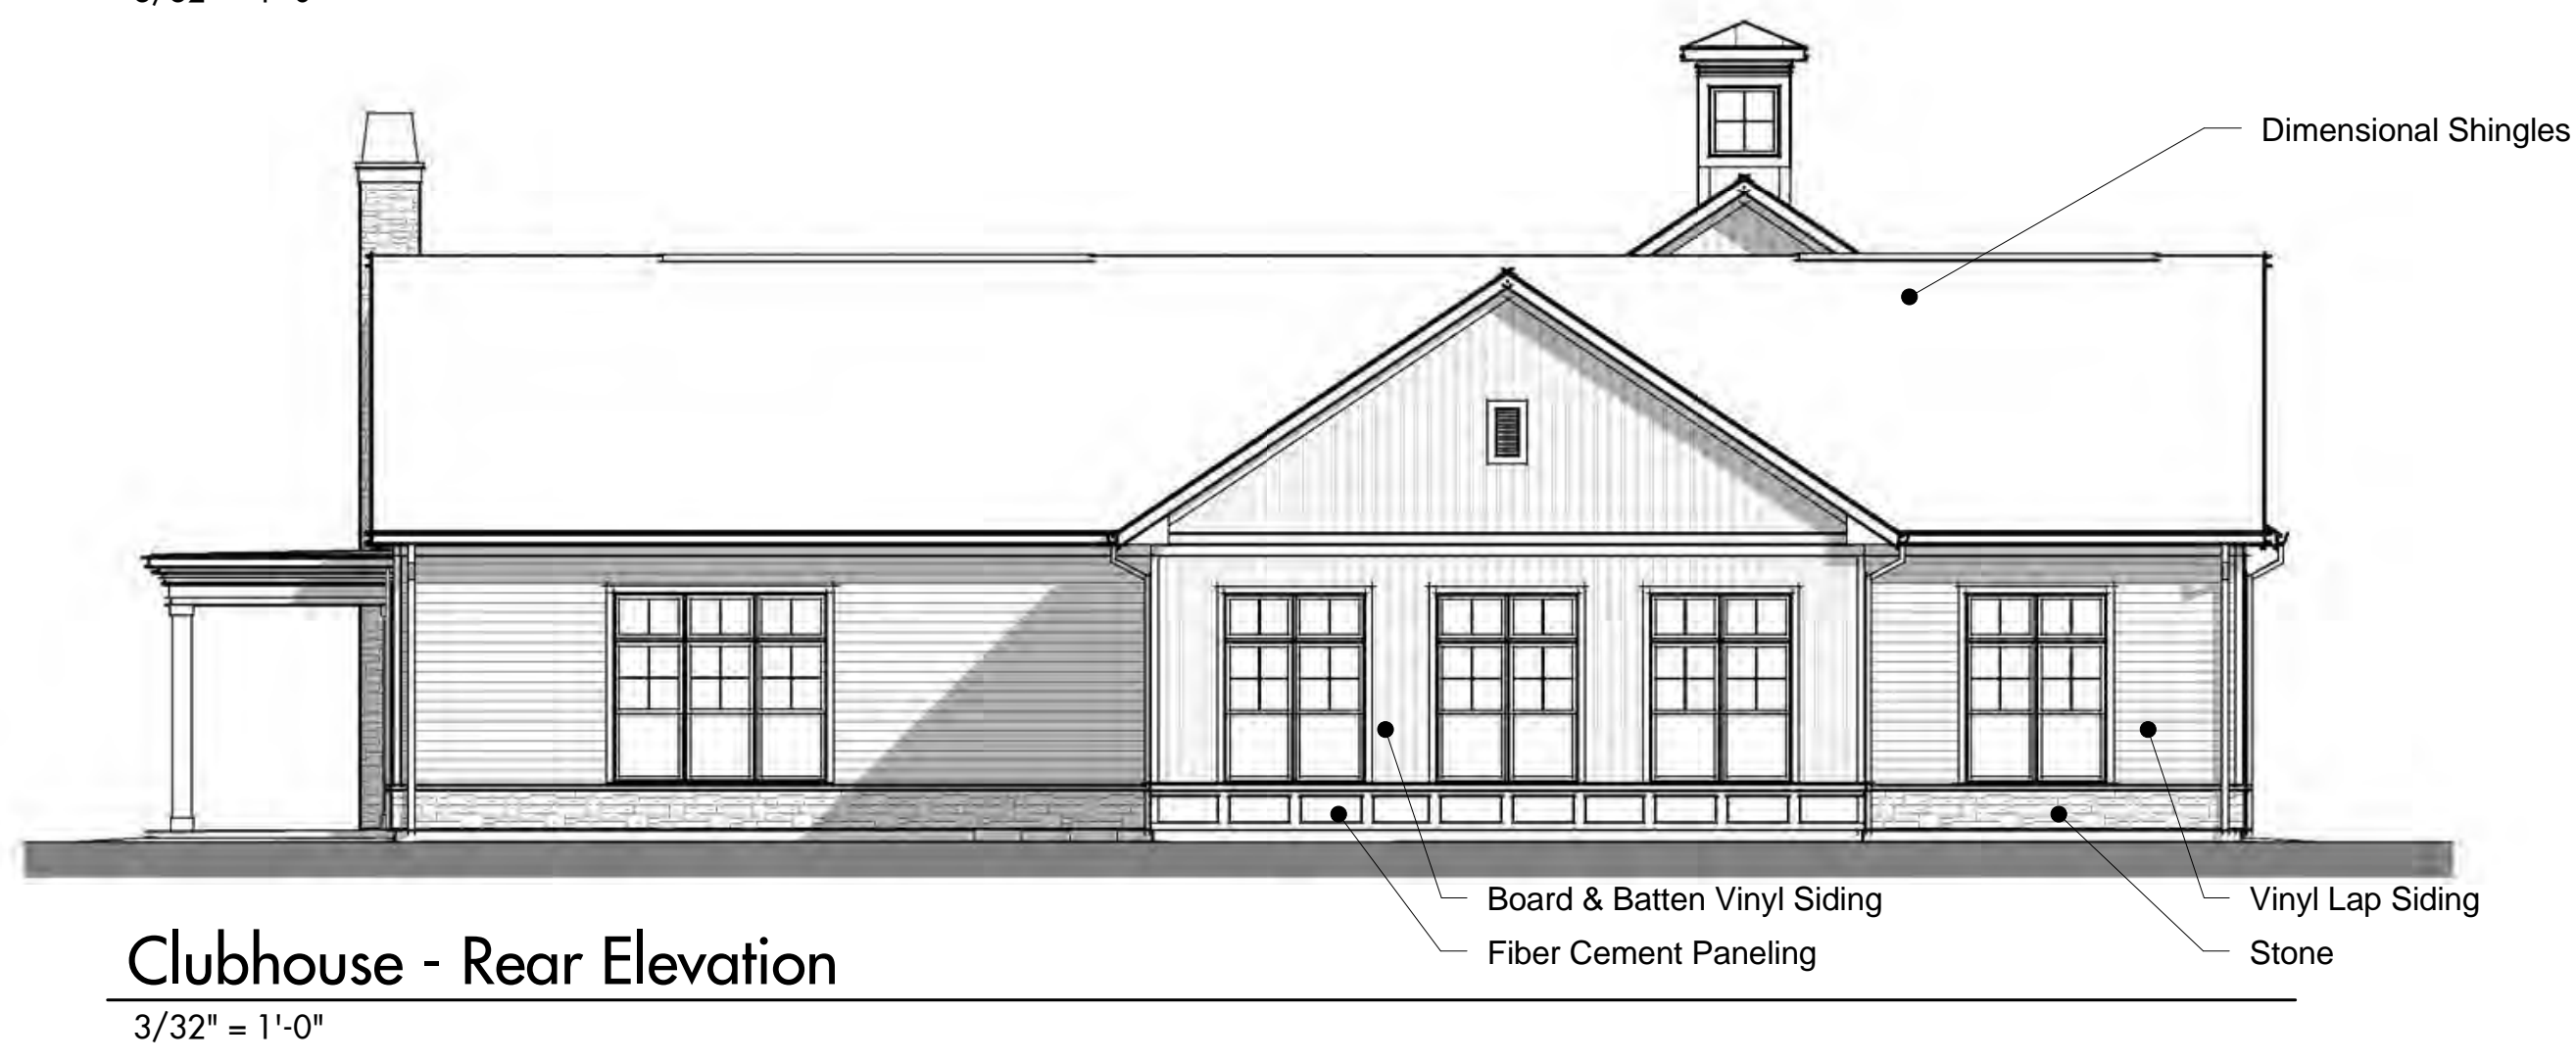 Dimensional Shingles
Board & Batten Vinyl Siding
Fiber Cement Paneling
Vinyl Lap Siding
Stone
Clubhouse - Rear Elevation
3/32" = 1'-0"